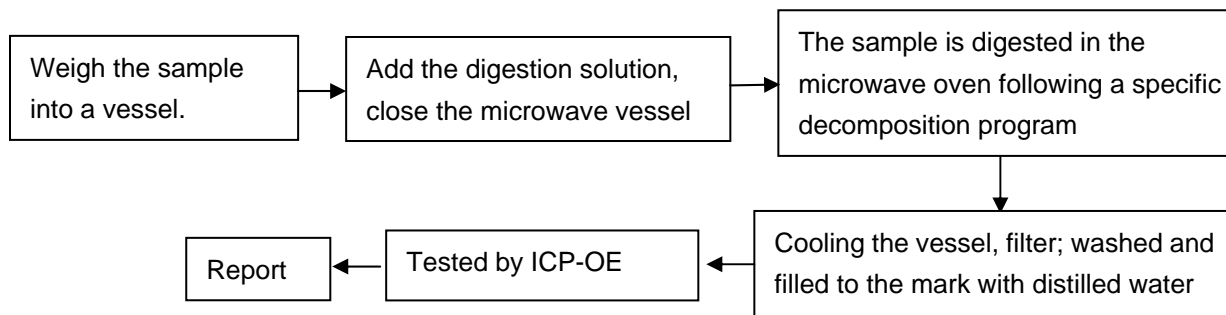 Weigh the sample
into a vessel.
Add the digestion solution,
close the microwave vessel
The sample is digested in the
microwave oven following a specific
decomposition program
Cooling the vessel, filter; washed and
filled to the mark with distilled water
Tested by ICP-OE
Report